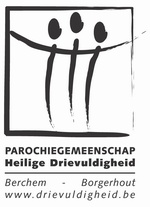 PAROCHIEGEMEENSCHAP
Heilige Drievuldigheid
Berchem - Borgerhout
www.drievuldigheid.be